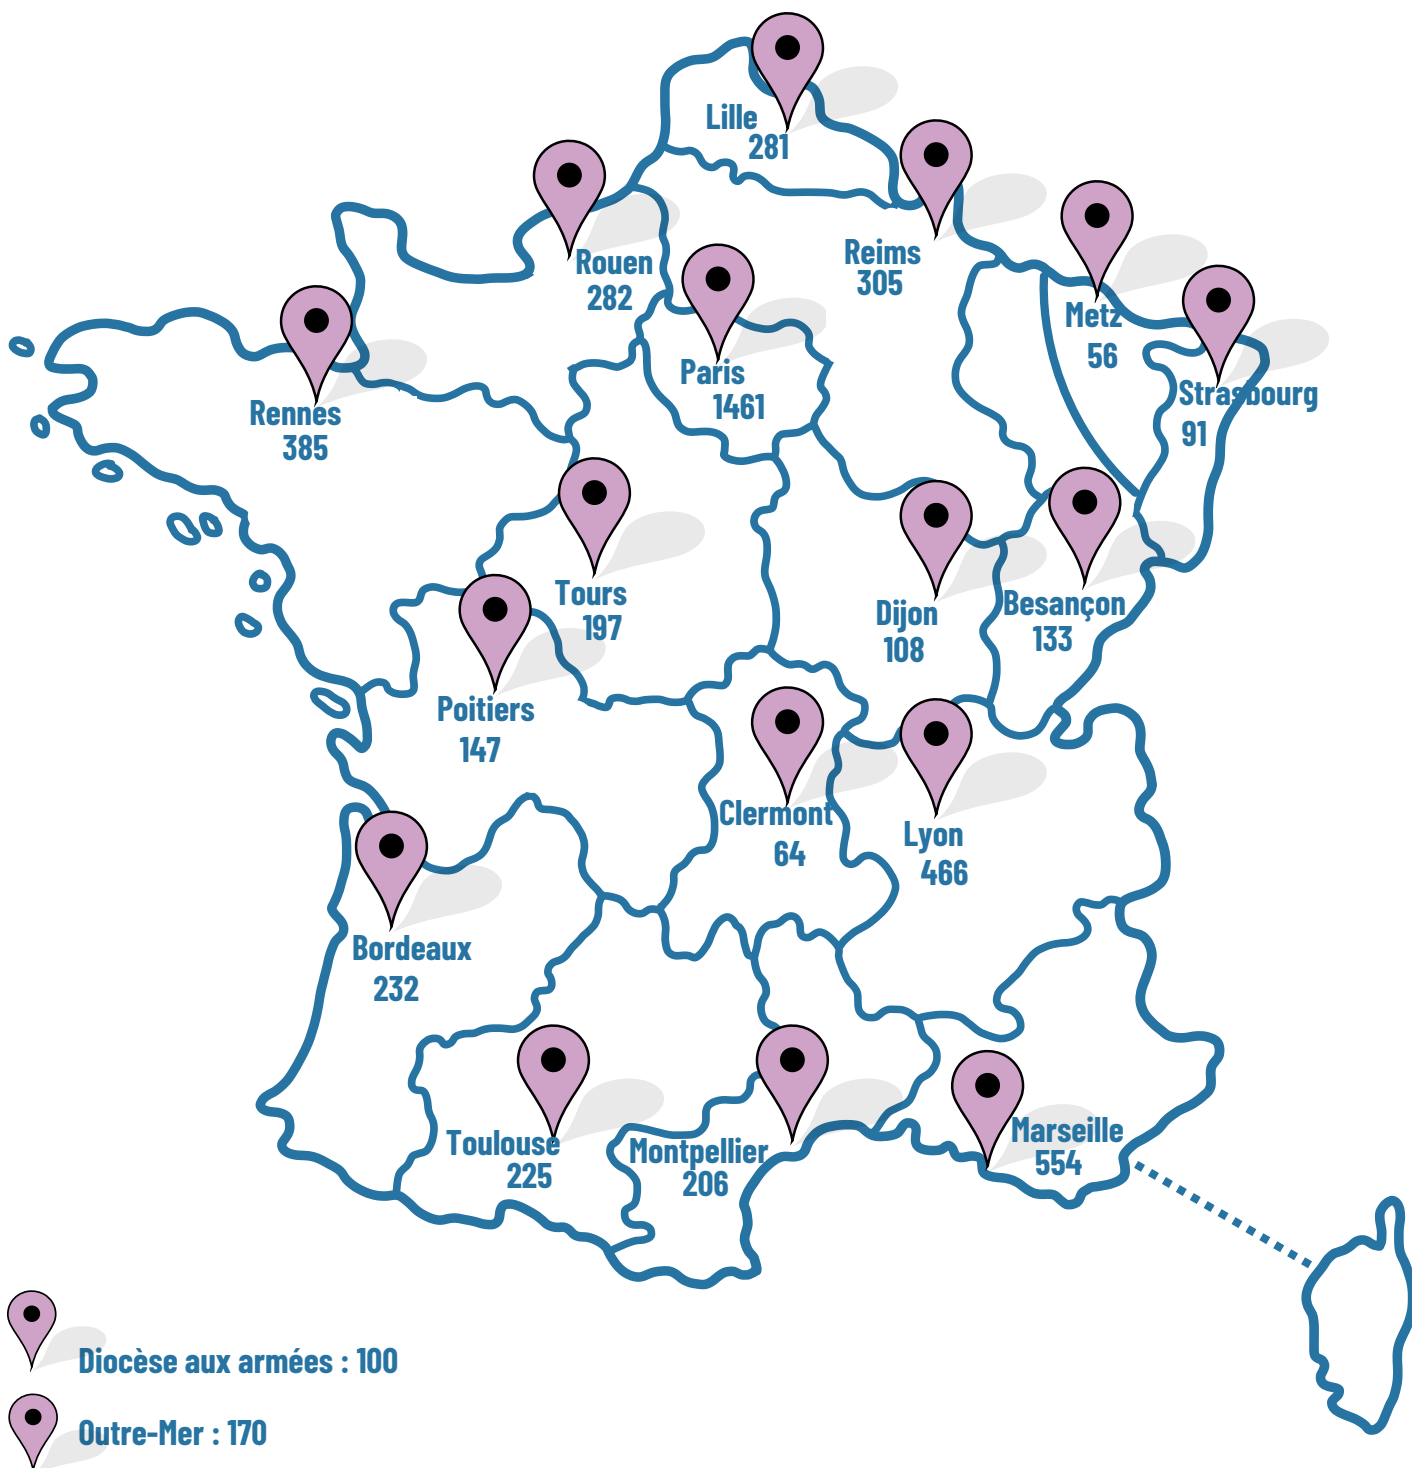 Lille
281
Rouen
282
Reims
305
Metz
56
Paris
1461
Strasbourg
91
Rennes
385
Tours
197
Dijon
108
Besançon
133
Poitiers
147
Clermont
64
Lyon
466
Bordeaux
232
Toulouse
225
Montpellier
206
Marseille
554
Diocèse aux armées : 100
Outre-Mer : 170